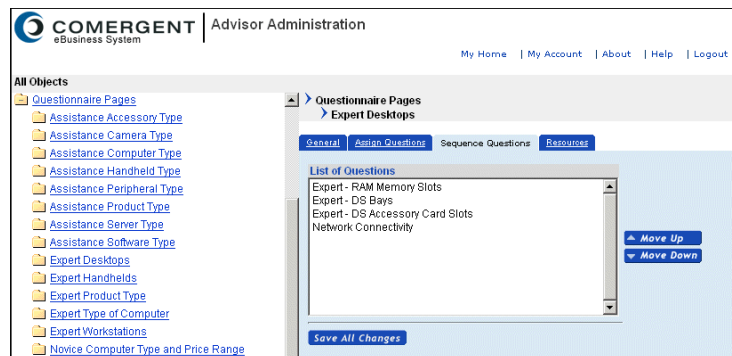 COMERGENT
eBusiness System
Advisor Administration
My Home | My Account | About | Help | Logout
All Objects
Questionnaire Pages
Assistance Accessory Type
Assistance Camera Type
Assistance Computer Type
Assistance Handheld Type
Assistance Peripheral Type
Assistance Product Type
Assistance Server Type
Assistance Software Type
Expert Desktops
Expert Handhelds
Expert Product Type
Expert Type of Computer
Expert Workstations
Novice Computer Type and Price Range
Questionnaire Pages
Expert Desktops
General Assign Questions Sequence Questions Resources
List of Questions
Expert - RAM Memory Slots
Expert - DS Bays
Expert - DS Accessory Card Slots
Network Connectivity
Move Up
Move Down
Save All Changes